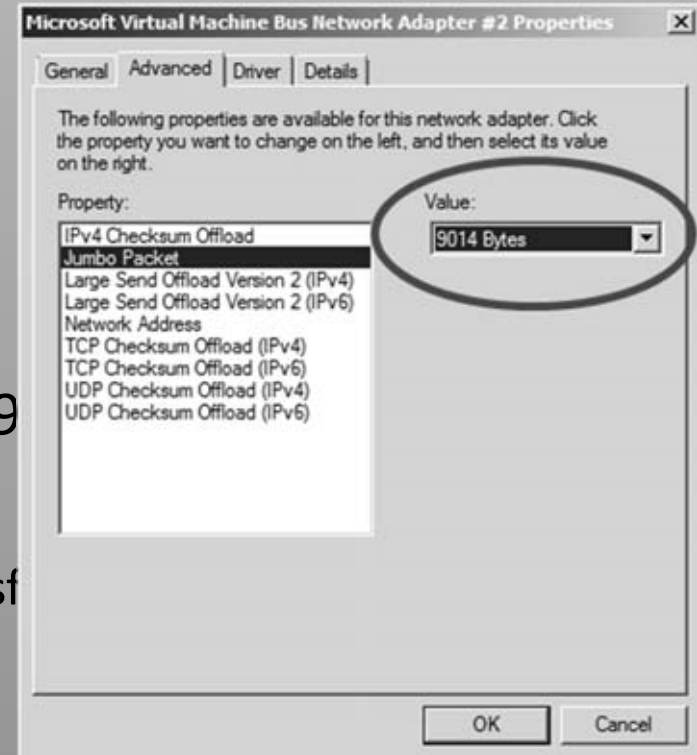 Microsoft Virtual Machine Bus Network Adapter #2 Properties
General Advanced Driver Details
The following properties are available for this network adapter. Click
the property you want to change on the left, and then select its value
on the right.
Property:
Value:
IPv4 Checksum Offload
9014 Bytes
Jumbo Packet
Large Send Offload Version 2 (IPv4)
Large Send Offload Version 2 (IPv6)
Network Address
TCP Checksum Offload (IPv4)
TCP Checksum Offload (IPv6)
UDP Checksum Offload (IPv4)
UDP Checksum Offload (IPv6)
9
sf
OK Cancel